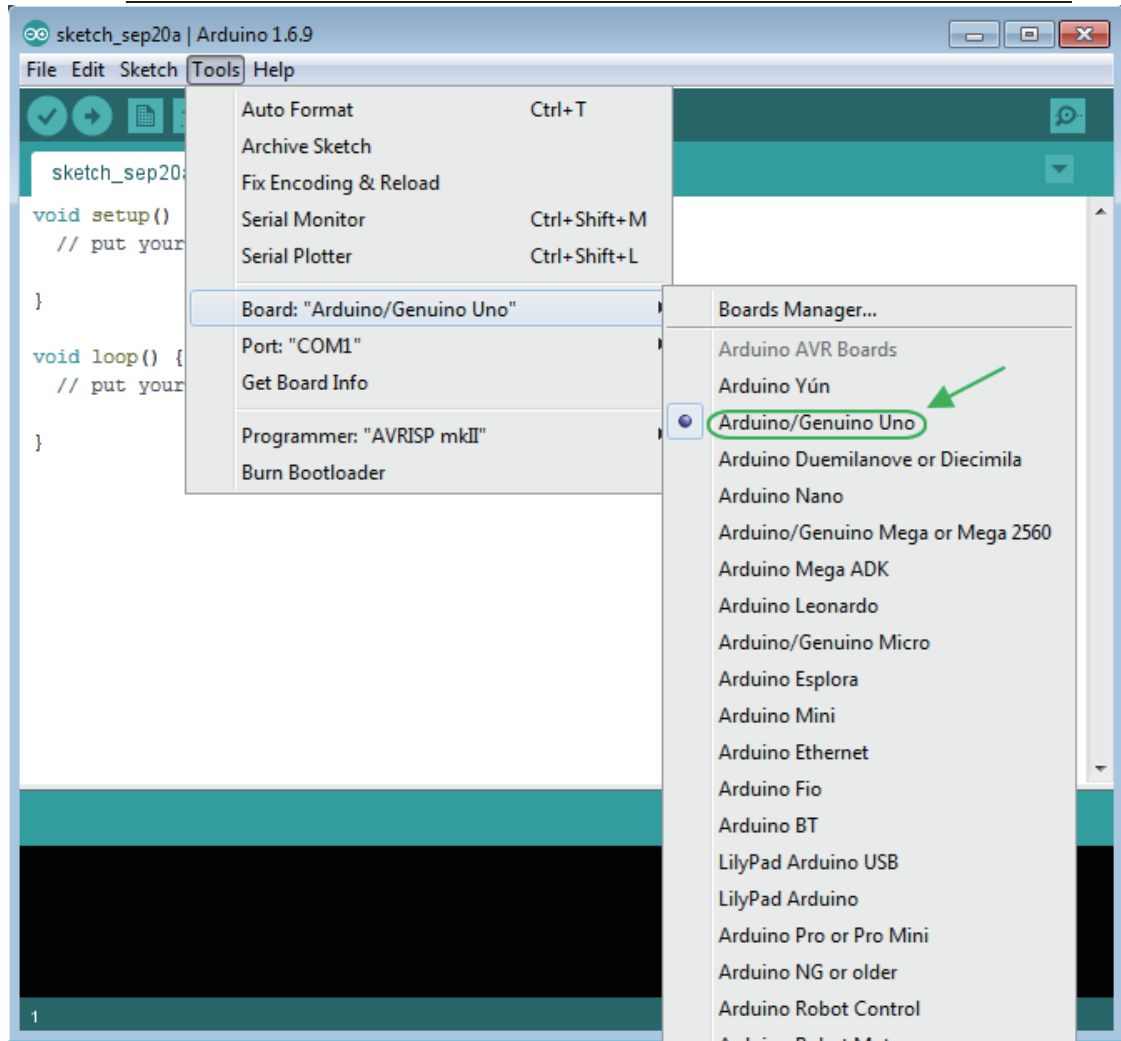 sketch_sep20a | Arduino 1.6.9
File Edit Sketch Tools Help
Auto Format Ctrl+T
Archive Sketch
Fix Encoding & Reload
Serial Monitor Ctrl+Shift+M
Serial Plotter Ctrl+Shift+L
Board: "Arduino/Genuino Uno"
Port: "COM1"
Get Board Info
Programmer: "AVRISP mkII"
Burn Bootloader
sketch_sep20a
void setup()
// put your
}
void loop() {
// put your
}
Boards Manager...
Arduino AVR Boards
Arduino Yún
Arduino/Genuino Uno
Arduino Duemilanove or Diecimila
Arduino Nano
Arduino/Genuino Mega or Mega 2560
Arduino Mega ADK
Arduino Leonardo
Arduino/Genuino Micro
Arduino Esplora
Arduino Mini
Arduino Ethernet
Arduino Fio
Arduino BT
LilyPad Arduino USB
LilyPad Arduino
Arduino Pro or Pro Mini
Arduino NG or older
Arduino Robot Control
1